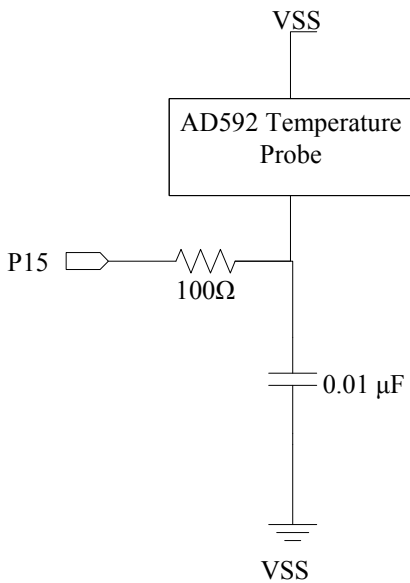 VSS
AD592 Temperature
Probe
P15
100Ω
0.01 μF
VSS